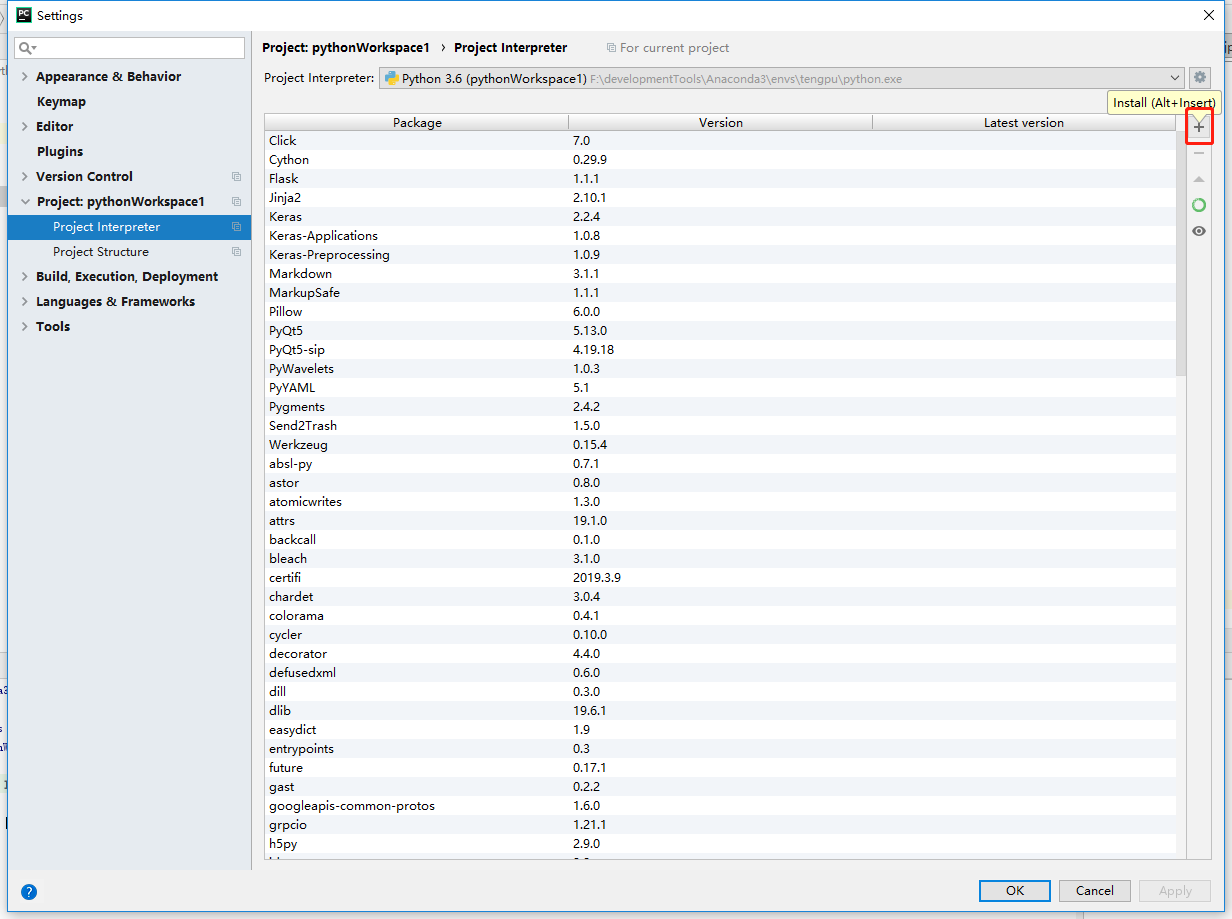 PC Settings
Project: pythonWorkspace1 › Project Interpreter For current project
Appearance & Behavior
Keymap
Editor
Plugins
Version Control
Project: pythonWorkspace1
Project Interpreter
Project Structure
Build, Execution, Deployment
Languages & Frameworks
Tools
Project Interpreter: Python 3.6 (pythonWorkspace1) F:\developmentTools\Anaconda3\envs\tengpu\python.exe
Install (Alt+Insert)
Package Version Latest version
Click 7.0
Cython 0.29.9
Flask 1.1.1
Jinja2 2.10.1
Keras 2.2.4
Keras-Applications 1.0.8
Keras-Preprocessing 1.0.9
Markdown 3.1.1
MarkupSafe 1.1.1
Pillow 6.0.0
PyQt5 5.13.0
PyQt5-sip 4.19.18
PyWavelets 1.0.3
PyYAML 5.1
Pygments 2.4.2
Send2Trash 1.5.0
Werkzeug 0.15.4
absl-py 0.7.1
astor 0.8.0
atomicwrites 1.3.0
attrs 19.1.0
backcall 0.1.0
bleach 3.1.0
certifi 2019.3.9
chardet 3.0.4
colorama 0.4.1
cycler 0.10.0
decorator 4.4.0
defusedxml 0.6.0
dill 0.3.0
dlib 19.6.1
easydict 1.9
entrypoints 0.3
future 0.17.1
gast 0.2.2
googleapis-common-protos 1.6.0
grpcio 1.21.1
h5py 2.9.0
? OK Cancel Apply